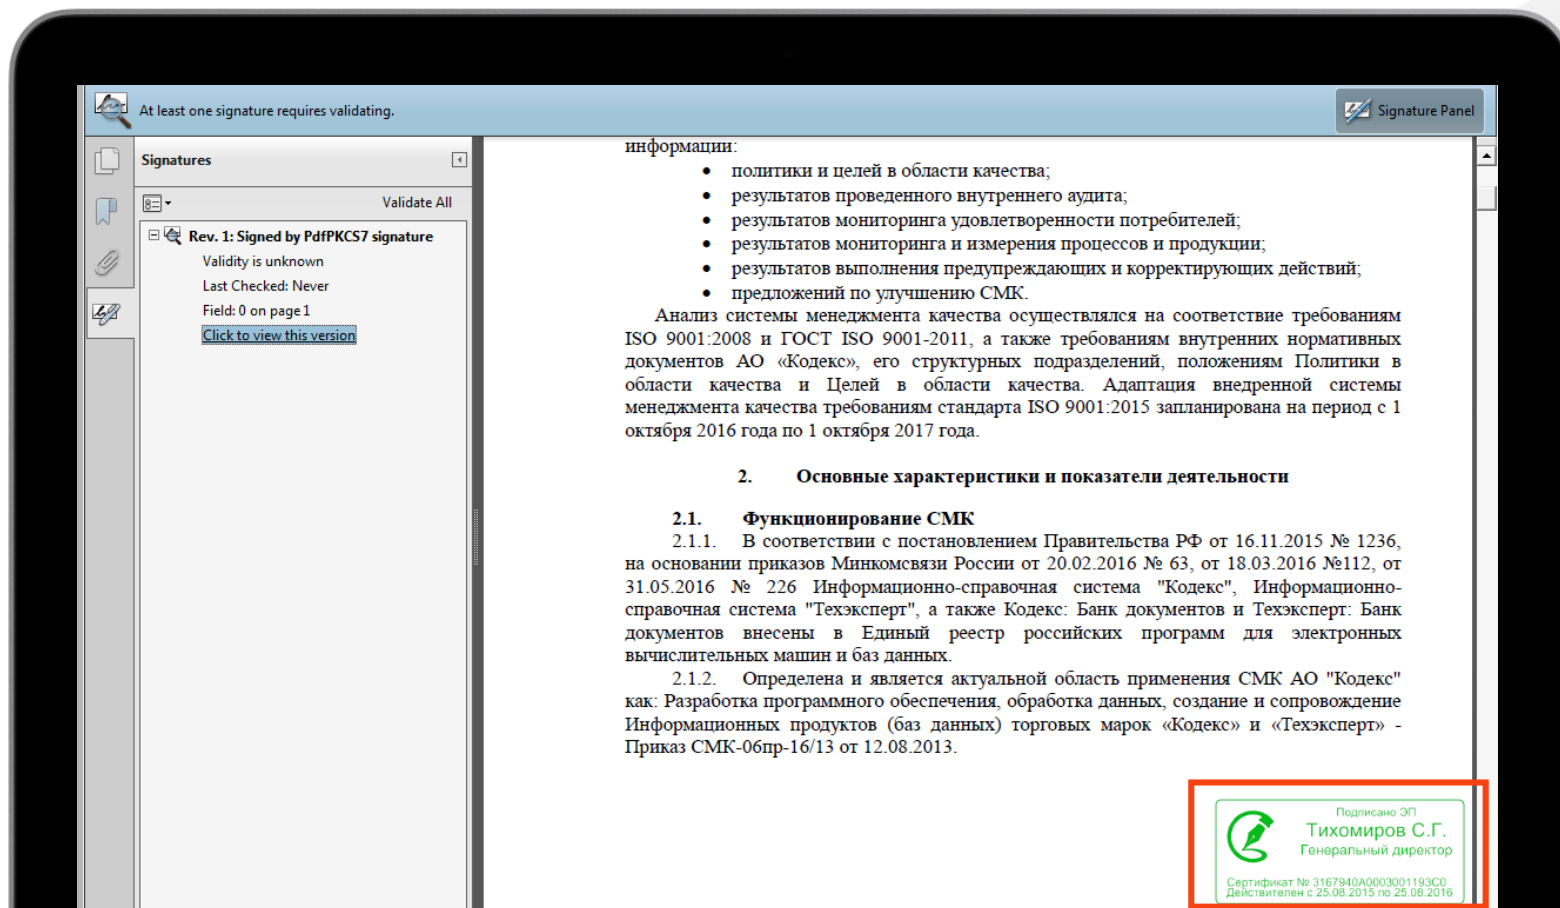 At least one signature requires validating.
Signature Panel
Signatures
Validate All
Rev. 1: Signed by PdfPKCS7 signature
Validity is unknown
Last Checked: Never
Field: 0 on page 1
Click to view this version
информации:
• политики и целей в области качества;
• результатов проведенного внутреннего аудита;
• результатов мониторинга удовлетворенности потребителей;
• результатов мониторинга и измерения процессов и продукции;
• результатов выполнения предупреждающих и корректирующих действий;
• предложений по улучшению СМК.
Анализ системы менеджмента качества осуществлялся на соответствие требованиям
ISO 9001:2008 и ГОСТ ISO 9001-2011, а также требованиям внутренних нормативных
документов АО «Кодекс», его структурных подразделений, положениям Политики в
области качества и Целей в области качества. Адаптация внедренной системы
менеджмента качества требованиям стандарта ISO 9001:2015 запланирована на период с 1
октября 2016 года по 1 октября 2017 года.
2. Основные характеристики и показатели деятельности
2.1. Функционирование СМК
2.1.1. В соответствии с постановлением Правительства РФ от 16.11.2015 № 1236,
на основании приказов Минкомсвязи России от 20.02.2016 № 63, от 18.03.2016 №112, от
31.05.2016 № 226 Информационно-справочная система "Кодекс", Информационно-
справочная система "Техэксперт", а также Кодекс: Банк документов и Техэксперт: Банк
документов внесены в Единый реестр российских программ для электронных
вычислительных машин и баз данных.
2.1.2. Определена и является актуальной область применения СМК АО "Кодекс"
как: Разработка программного обеспечения, обработка данных, создание и сопровождение
Информационных продуктов (баз данных) торговых марок «Кодекс» и «Техэксперт» -
Приказ СМК-06пр-16/13 от 12.08.2013.
Подписано ЭП
Тихомиров С.Г.
Генеральный директор
Сертификат № 3167940A0003001193C0
Действителен с 25.08.2015 по 25.08.2016